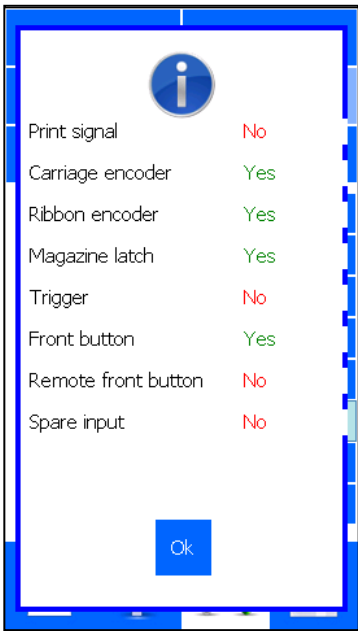 Print signal No
Carriage encoder Yes
Ribbon encoder Yes
Magazine latch Yes
Trigger No
Front button Yes
Remote front button No
Spare input No
Ok